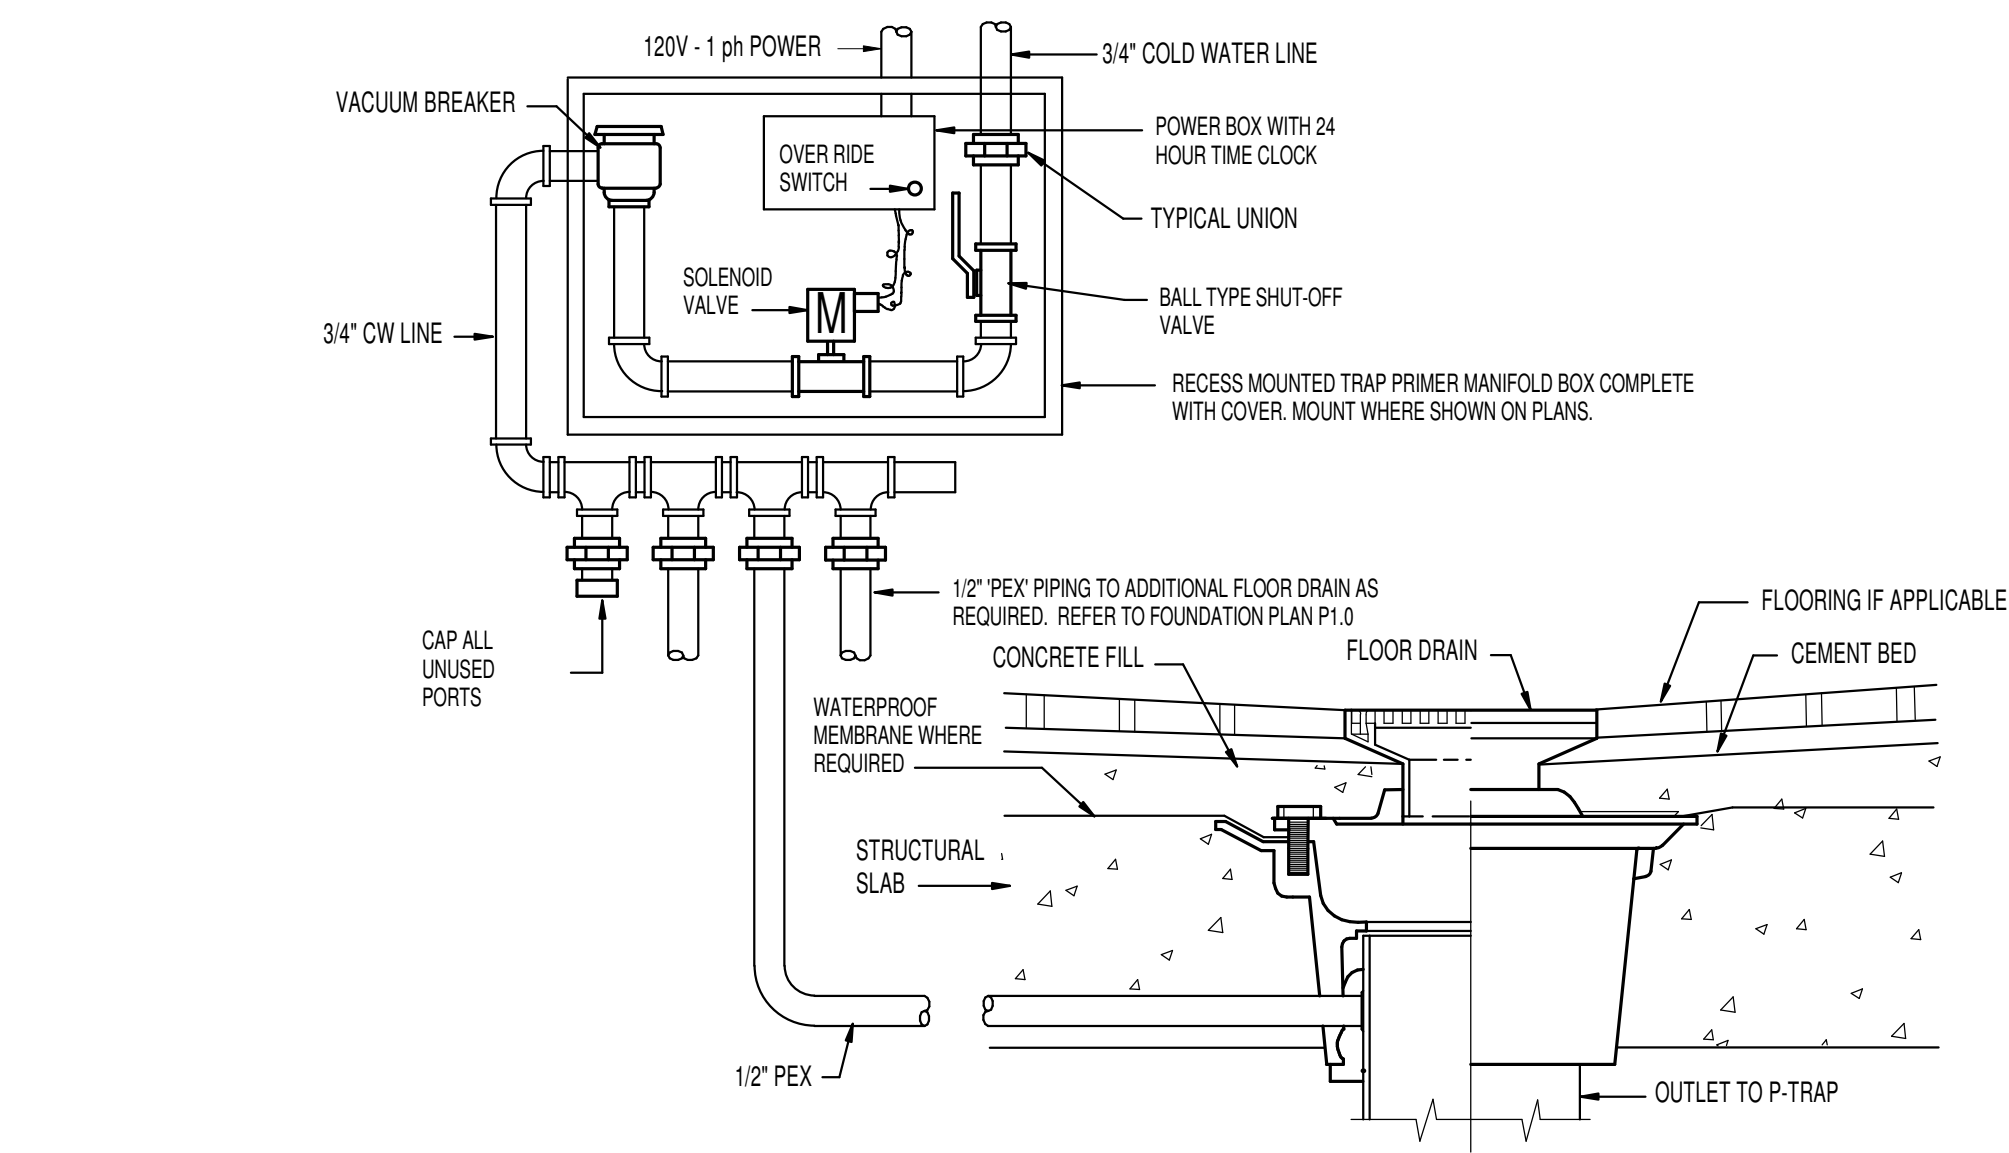 120V - 1 ph POWER
3/4" COLD WATER LINE
VACUUM BREAKER
POWER BOX WITH 24
HOUR TIME CLOCK
OVER RIDE
SWITCH
TYPICAL UNION
SOLENOID
VALVE
M
BALL TYPE SHUT-OFF
VALVE
3/4" CW LINE
RECESS MOUNTED TRAP PRIMER MANIFOLD BOX COMPLETE
WITH COVER. MOUNT WHERE SHOWN ON PLANS.
1/2" 'PEX' PIPING TO ADDITIONAL FLOOR DRAIN AS
REQUIRED. REFER TO FOUNDATION PLAN P1.0
FLOORING IF APPLICABLE
CAP ALL
UNUSED
PORTS
CONCRETE FILL
FLOOR DRAIN
CEMENT BED
WATERPROOF
MEMBRANE WHERE
REQUIRED
STRUCTURAL
SLAB
1/2" PEX
OUTLET TO P-TRAP